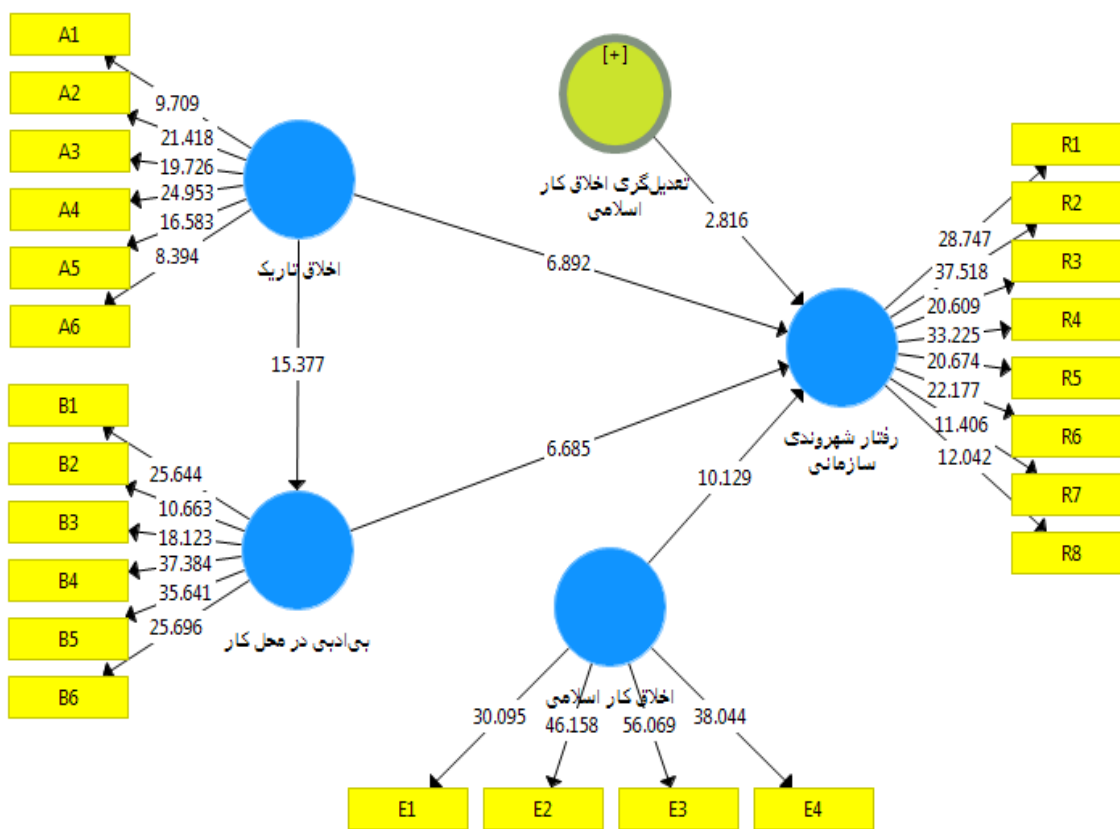 A1
A2
A3
A4
A5
A6
9.709
21.418
19.726
24.953
16.583
8.394
اخلاق تاریک
[+]
تعدیل‌گری اخلاق کار
اسلامی
2.816
6.892
15.377
R1
R2
R3
R4
R5
R6
R7
R8
28.747
37.518
20.609
33.225
20.674
22.177
11.406
12.042
رفتار شهروندی
سازمانی
B1
B2
B3
B4
B5
B6
25.644
10.663
18.123
37.384
35.641
25.696
بی‌ادبی در محل کار
6.685
10.129
اخلاق کار اسلامی
30.095
46.158
56.069
38.044
E1
E2
E3
E4